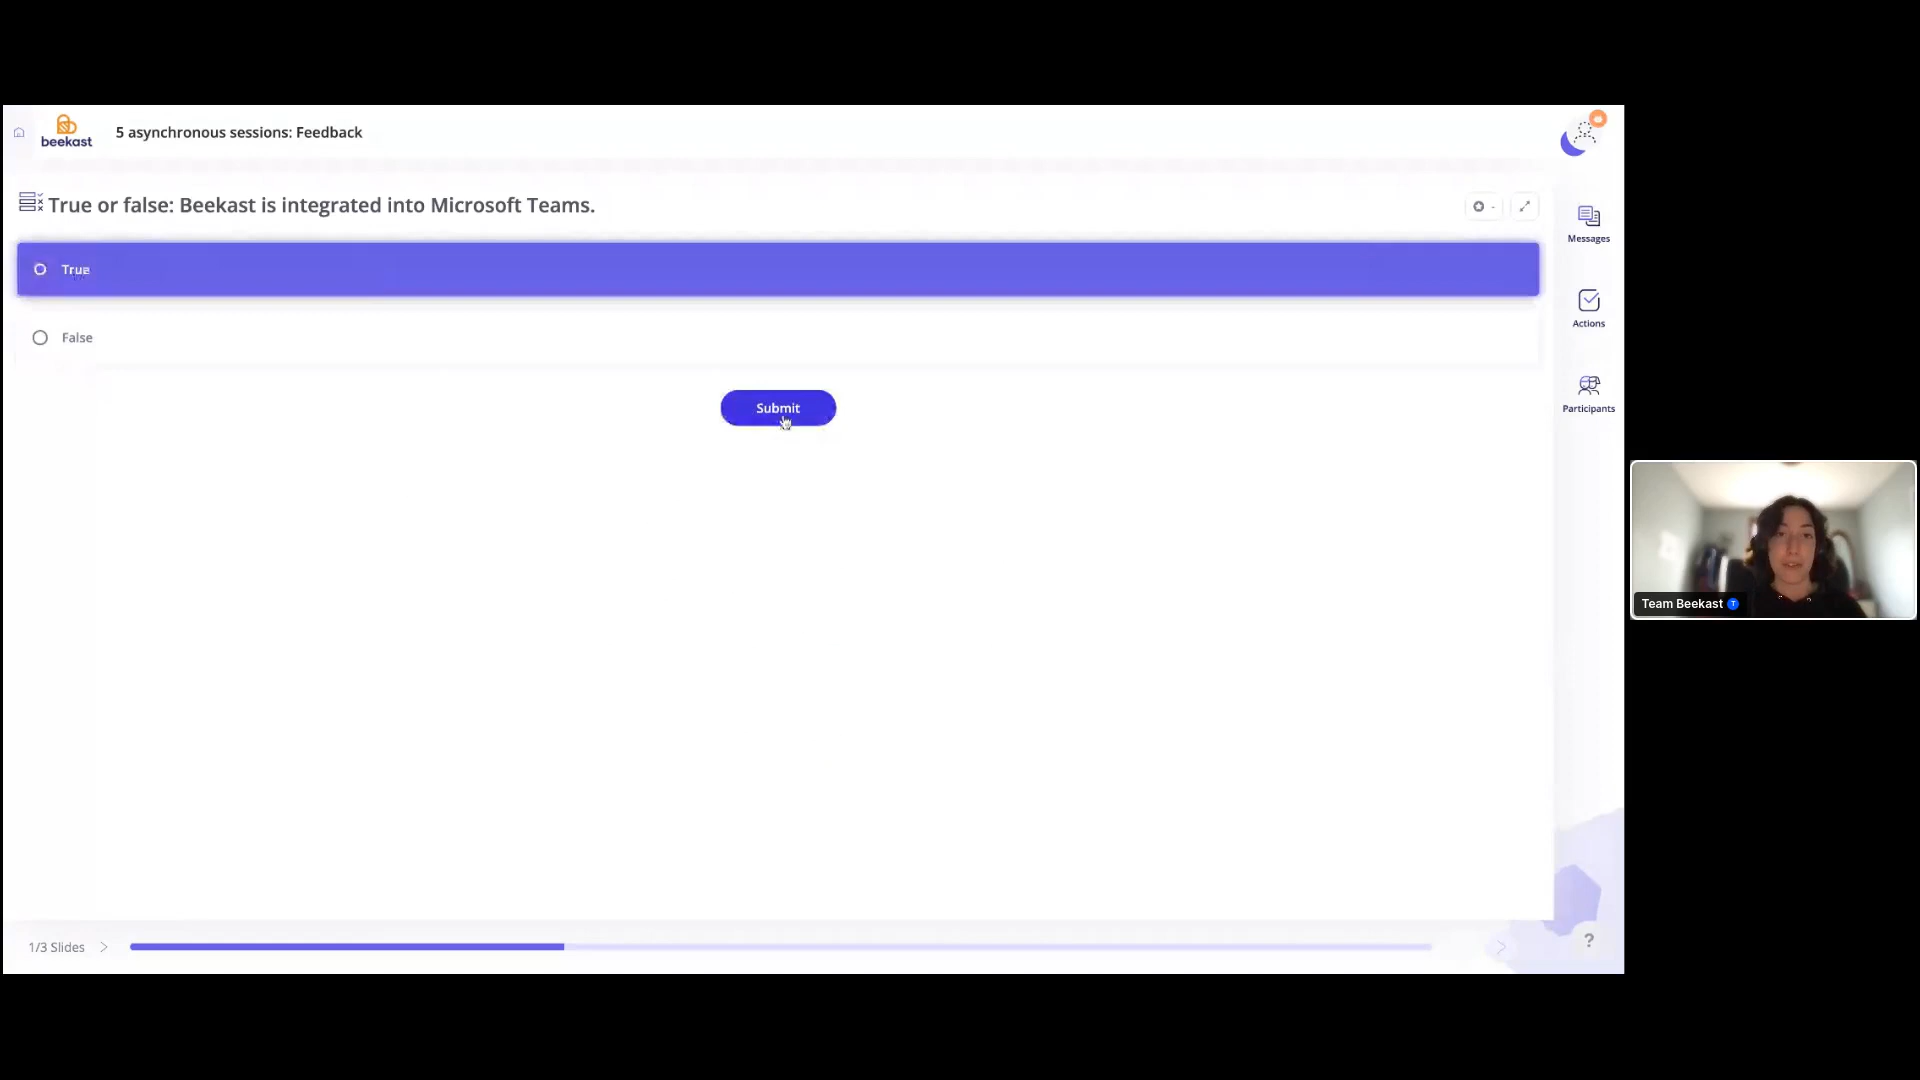 beekast
5 asynchronous sessions: Feedback
True or false: Beekast is integrated into Microsoft Teams.
True
False
Submit
Messages
Actions
Participants
Team Beekast T
1/3 Slides
?